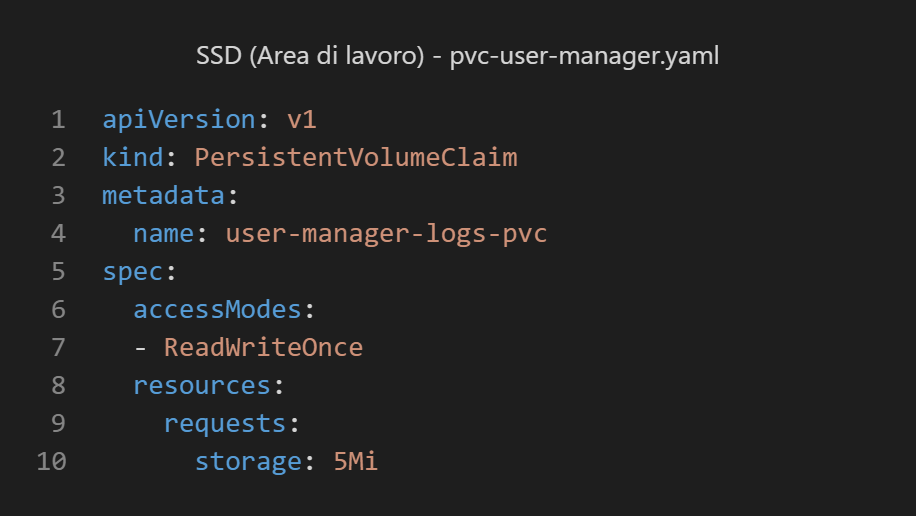 SSD (Area di lavoro) - pvc-user-manager.yaml
1 apiVersion: v1
2 kind: PersistentVolumeClaim
3 metadata:
4   name: user-manager-logs-pvc
5 spec:
6   accessModes:
7   - ReadWriteOnce
8   resources:
9     requests:
10       storage: 5Mi